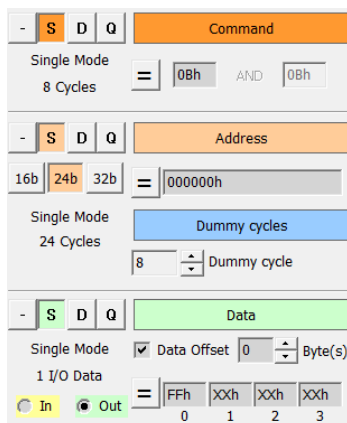 - S D Q Command
Single Mode
8 Cycles
= 0Bh AND 0Bh
- S D Q Address
16b 24b 32b = 000000h
Single Mode
24 Cycles
Dummy cycles
8 Dummy cycle
- S D Q Data
Single Mode
Data Offset 0 Byte(s)
1 I/O Data
In Out
= FFh XXh XXh XXh
0 1 2 3